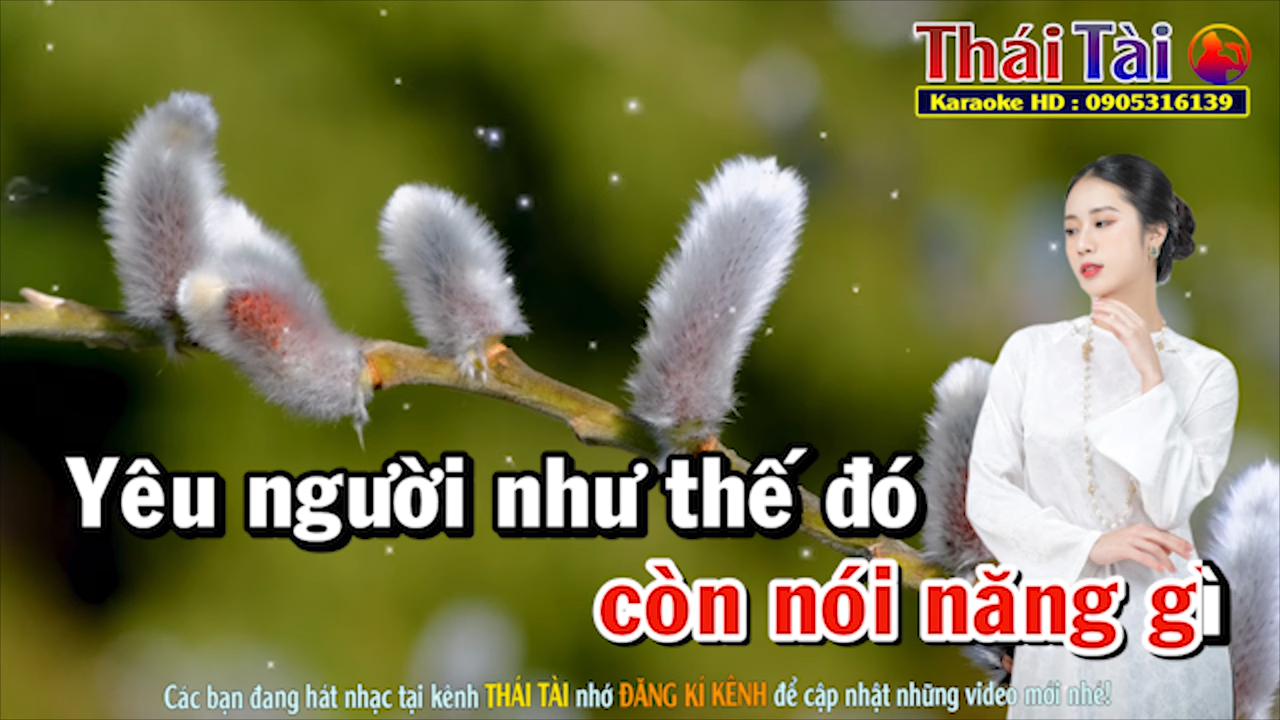 Thái Tài
Karaoke HD : 0905316139
Yêu người như thế đó
còn nói năng gì
Các bạn đang hát nhạc tại kênh THÁI TÀI nhớ ĐĂNG KÍ KÊNH để cập nhật những video mới nhé!